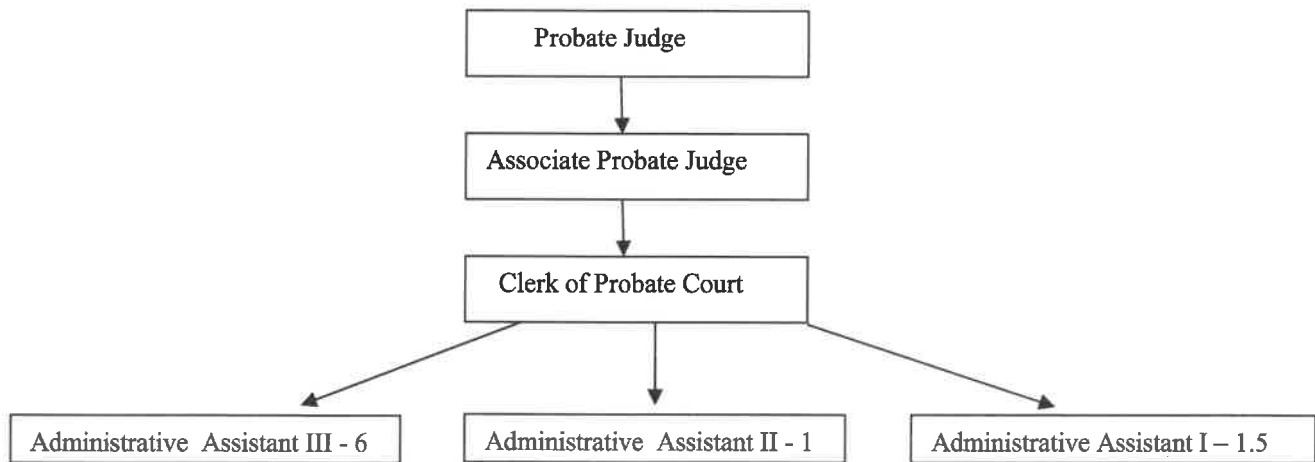 Probate Judge
Associate Probate Judge
Clerk of Probate Court
Administrative Assistant III - 6
Administrative Assistant II - 1
Administrative Assistant I – 1.5